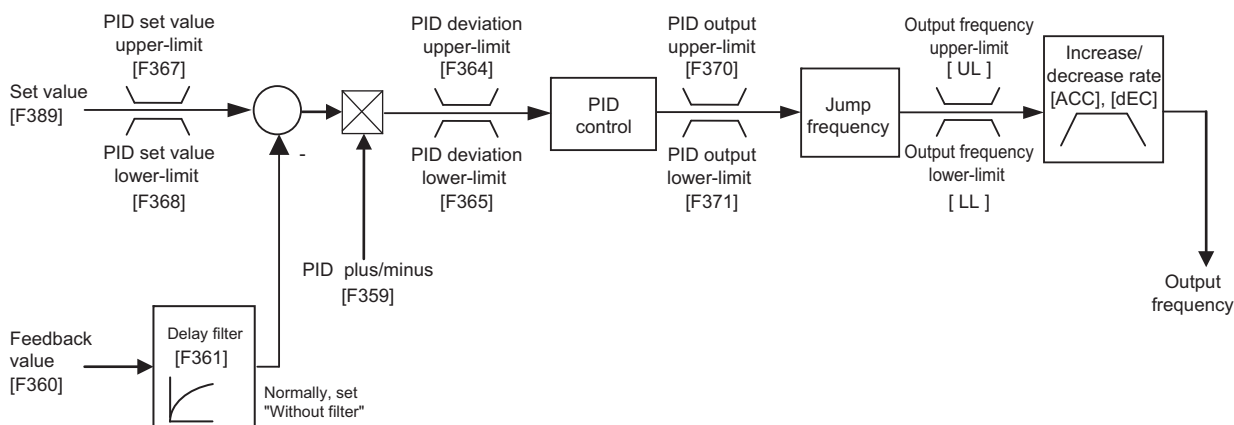 PID set value
upper-limit
[F367]
PID deviation
upper-limit
[F364]
PID output
upper-limit
[F370]
Output frequency
upper-limit
[ UL ]
Increase/
decrease rate
[ACC], [dEC]
Set value
[F389]
PID
control
Jump
frequency
-
PID set value
lower-limit
[F368]
PID deviation
lower-limit
[F365]
PID output
lower-limit
[F371]
Output frequency
lower-limit
[ LL ]
PID plus/minus
[F359]
Output
frequency
Feedback
value
[F360]
Delay filter
[F361]
Normally, set
"Without filter"